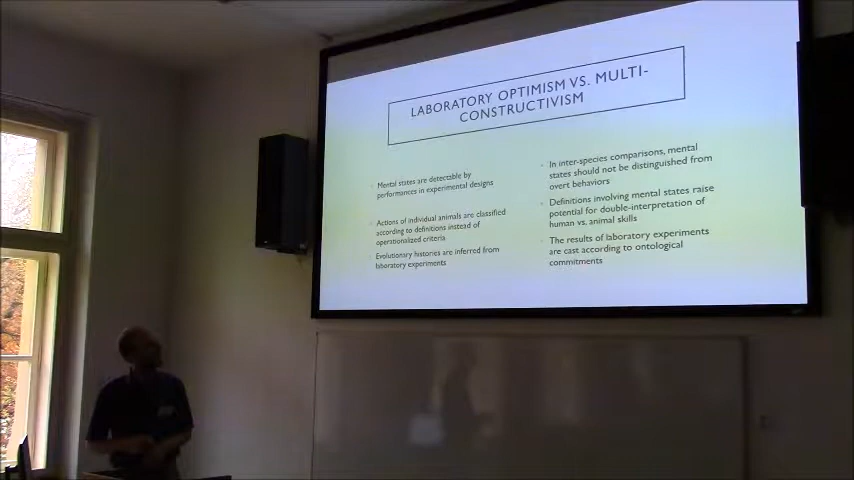 LABORATORY OPTIMISM VS. MULTI-
CONSTRUCTIVISM
Mental states are detectable by
performances in experimental designs
Actions of individual animals are classified
according to definitions instead of
operationalized criteria
Evolutionary histories are inferred from
laboratory experiments
In inter-species comparisons, mental
states should not be distinguished from
overt behaviors
Definitions involving mental states raise
potential for double-interpretation of
human vs. animal skills
The results of laboratory experiments
are cast according to ontological
commitments